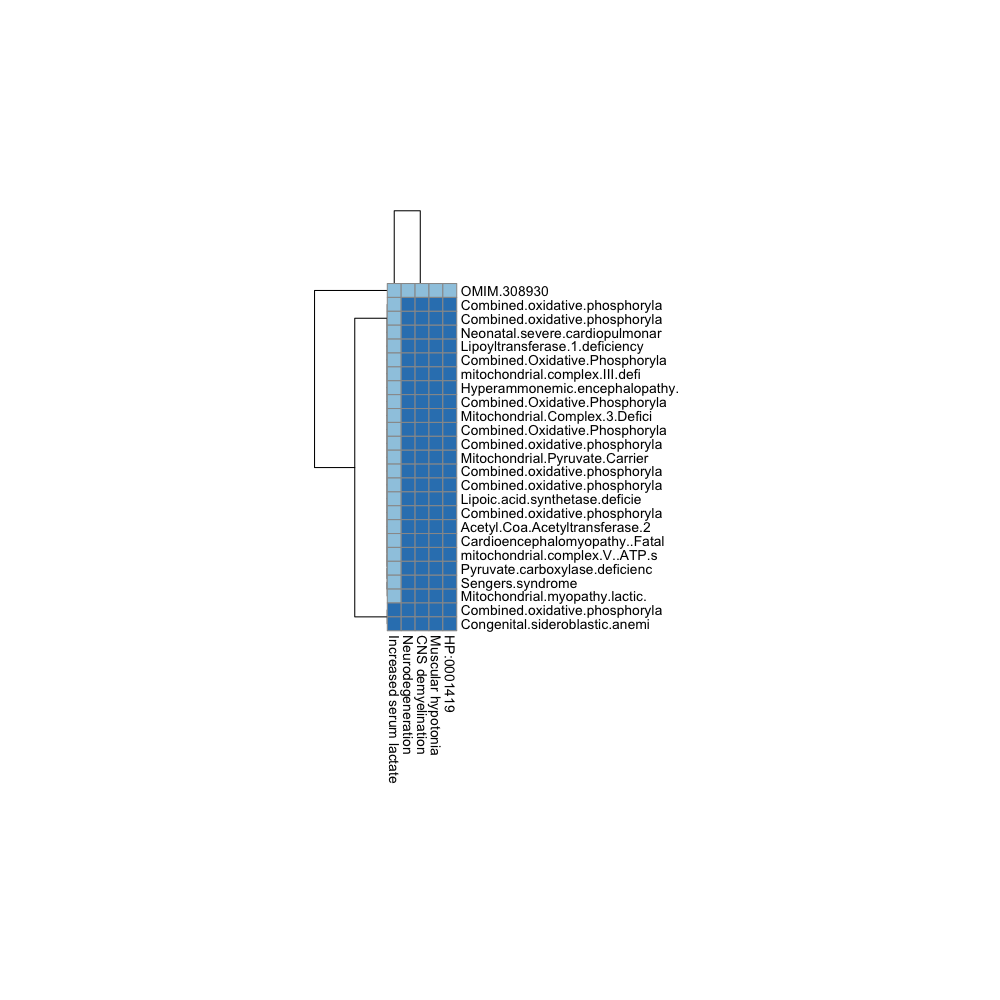 OMIM.308930
Combined.oxidative.phosphoryla
Combined.oxidative.phosphoryla
Neonatal.severe.cardiopulmonar
Lipoyltransferase.1.deficiency
Combined.Oxidative.Phosphoryla
mitochondrial.complex.III.defi
Hyperammonemic.encephalopathy.
Combined.Oxidative.Phosphoryla
Mitochondrial.Complex.3.Defici
Combined.Oxidative.Phosphoryla
Combined.oxidative.phosphoryla
Mitochondrial.Pyruvate.Carrier
Combined.oxidative.phosphoryla
Combined.oxidative.phosphoryla
Lipoic.acid.synthetase.deficie
Combined.oxidative.phosphoryla
Acetyl.Coa.Acetyltransferase.2
Cardioencephalomyopathy..Fatal
mitochondrial.complex.V..ATP.s
Pyruvate.carboxylase.deficienc
Sengers.syndrome
Mitochondrial.myopathy.lactic.
Combined.oxidative.phosphoryla
Congenital.sideroblastic.anemi
Increased serum lactate
Neurodegeneration
CNS demyelination
Muscular hypotonia
HP:0001419